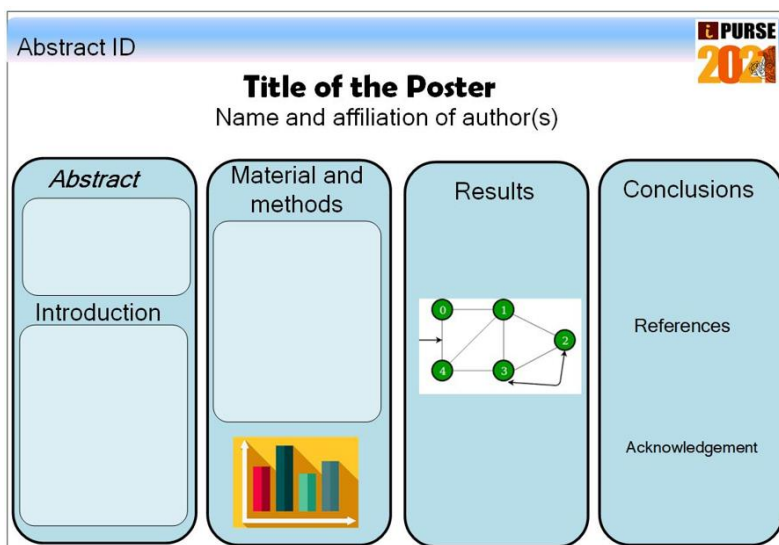 Abstract ID
i PURSE
2021
Title of the Poster
Name and affiliation of author(s)
Abstract
Introduction
Material and
methods
Results
0
1
2
4
3
Conclusions
References
Acknowledgement